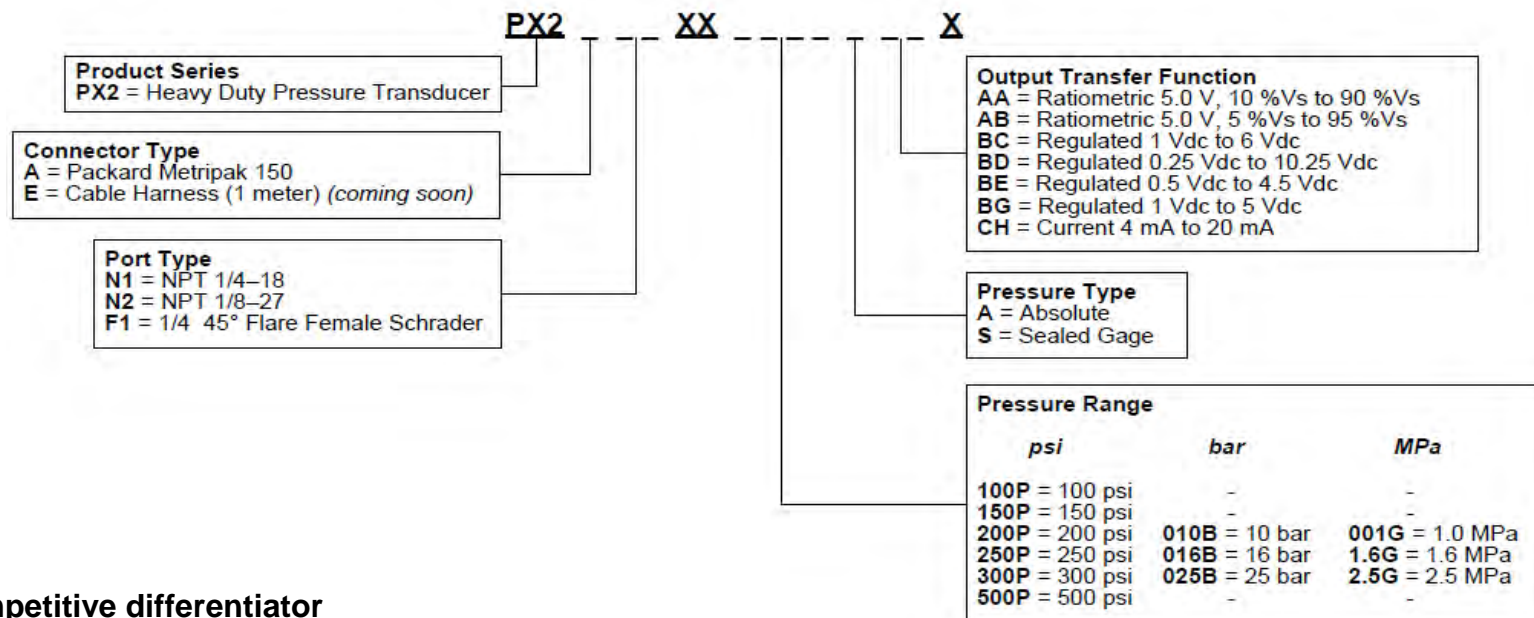 PX2 _ _ _ XX _ _ _ _ _ _ _ X
Product Series
PX2 = Heavy Duty Pressure Transducer
Connector Type
A = Packard Metripak 150
E = Cable Harness (1 meter) (coming soon)
Port Type
N1 = NPT 1/4–18
N2 = NPT 1/8–27
F1 = 1/4 45° Flare Female Schrader
Output Transfer Function
AA = Ratiometric 5.0 V, 10 %Vs to 90 %Vs
AB = Ratiometric 5.0 V, 5 %Vs to 95 %Vs
BC = Regulated 1 Vdc to 6 Vdc
BD = Regulated 0.25 Vdc to 10.25 Vdc
BE = Regulated 0.5 Vdc to 4.5 Vdc
BG = Regulated 1 Vdc to 5 Vdc
CH = Current 4 mA to 20 mA
Pressure Type
A = Absolute
S = Sealed Gage
Pressure Range
psi bar MPa
100P = 100 psi - -
150P = 150 psi - -
200P = 200 psi 010B = 10 bar 001G = 1.0 MPa
250P = 250 psi 016B = 16 bar 1.6G = 1.6 MPa
300P = 300 psi 025B = 25 bar 2.5G = 2.5 MPa
500P = 500 psi - -
npetitive differentiator